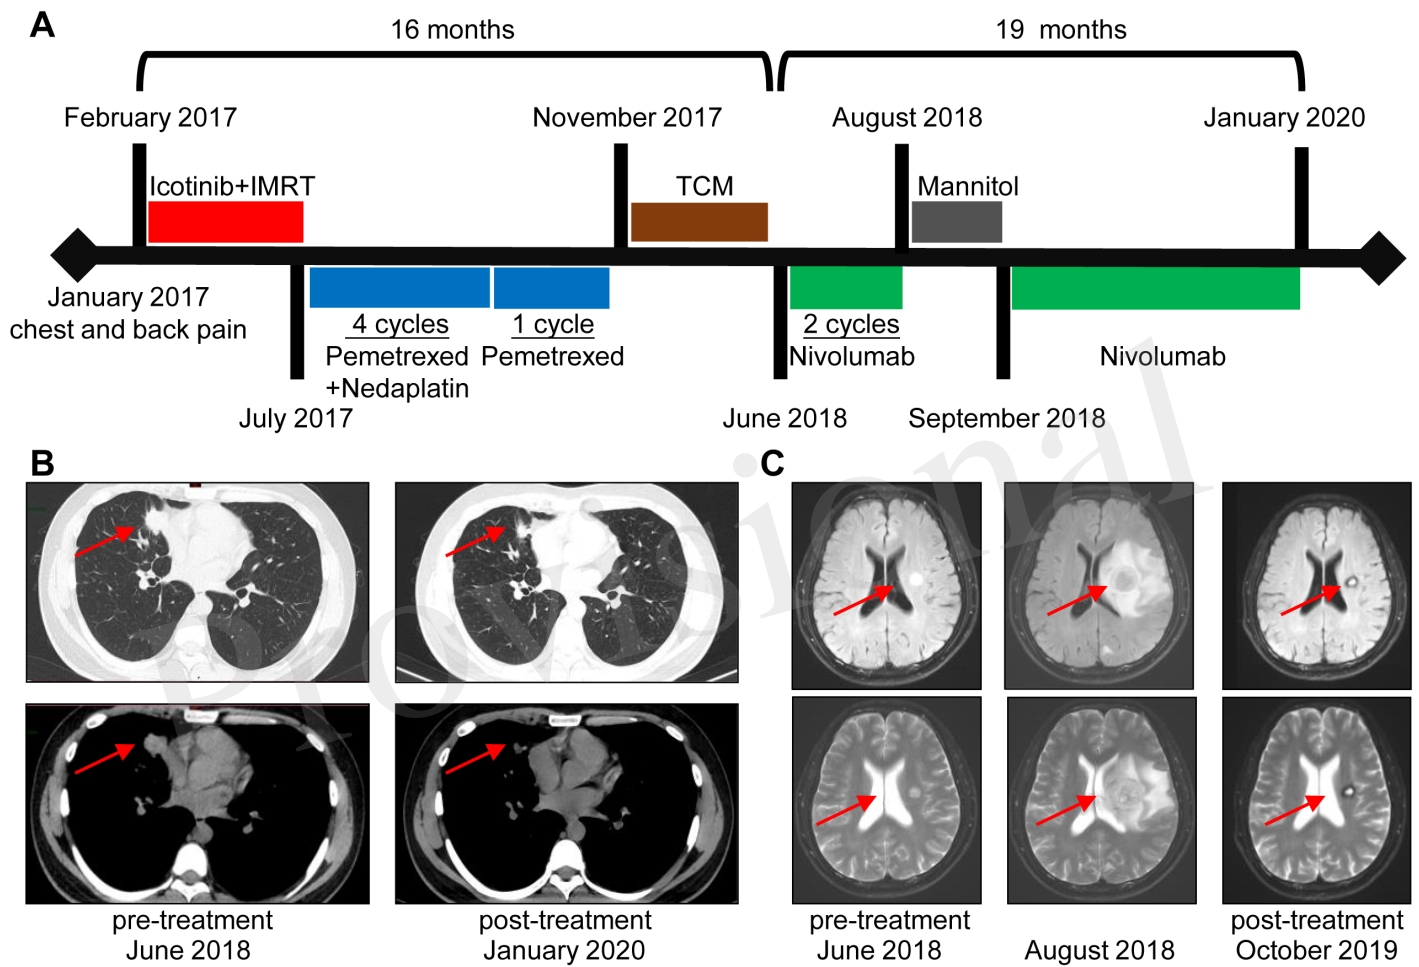 A
16 months
19 months
February 2017
November 2017
August 2018
January 2020
Icotinib+IMRT
TCM
Mannitol
January 2017
chest and back pain
4 cycles
Pemetrexed
+Nedaplatin
1 cycle
Pemetrexed
2 cycles
Nivolumab
Nivolumab
July 2017
June 2018
September 2018
B
C
pre-treatment
June 2018
post-treatment
January 2020
pre-treatment
June 2018
August 2018
post-treatment
October 2019
Provisional